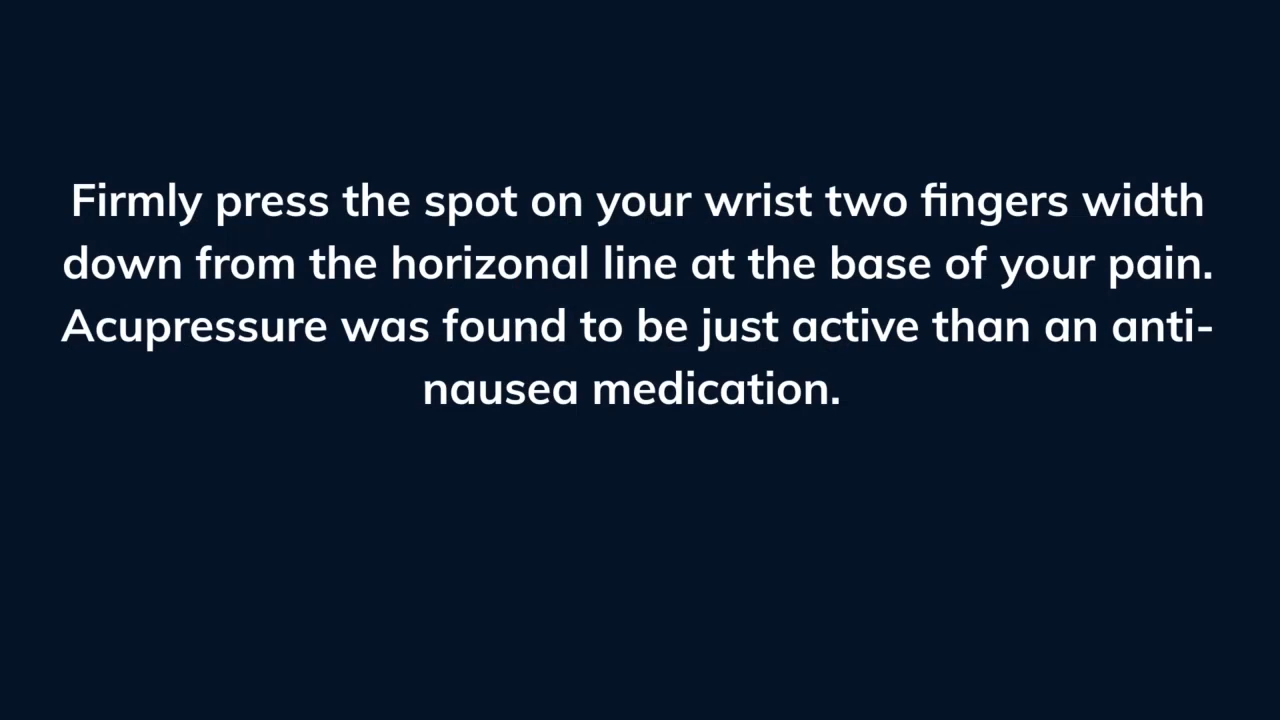 Firmly press the spot on your wrist two fingers width
down from the horizonal line at the base of your pain.
Acupressure was found to be just active than an anti-
nausea medication.